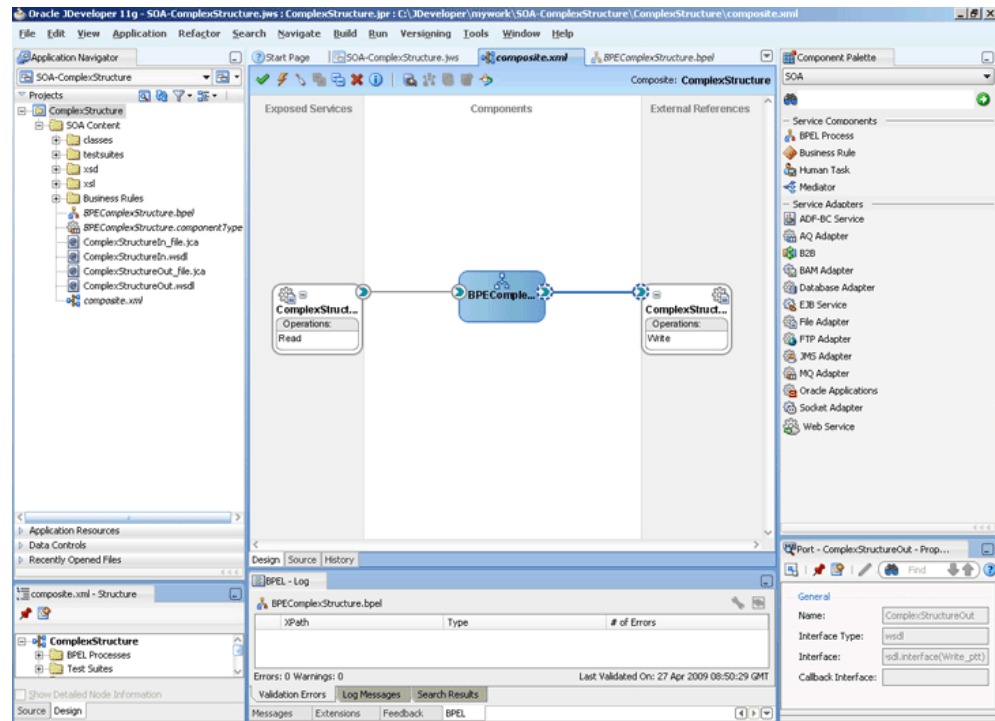 Oracle JDeveloper 11g - SOA-ComplexStructure.jws : ComplexStructure.jpr : C:\JDeveloper\mywork\SOA-ComplexStructure\ComplexStructure\composite.xml
File Edit View Application Refactor Search Navigate Build Run Versioning Tools Window Help
Application Navigator
SOA-ComplexStructure
Projects
ComplexStructure
SOA Content
classes
testsuites
xsd
xsl
Business Rules
BPEComplexStructure.bpel
BPEComplexStructure.componentType
ComplexStructureIn_file.jca
ComplexStructureIn.wsdl
ComplexStructureOut_file.jca
ComplexStructureOut.wsdl
composite.xml
Application Resources
Data Controls
Recently Opened Files
composite.xml - Structure
ComplexStructure
BPEL Processes
Test Suites
Show Detailed Node Information
Source Design
Start Page SOA-ComplexStructure.jws composite.xml BPEComplexStructure.bpel
Composite: ComplexStructure
Exposed Services Components External References
ComplexStruct...
Operations:
Read
BPEComple...
ComplexStruct...
Operations:
Write
Design Source History
BPEL - Log
BPEComplexStructure.bpel
XPath Type # of Errors
Errors: 0 Warnings: 0 Last Validated On: 27 Apr 2009 08:50:29 GMT
Validation Errors Log Messages Search Results
Messages Extensions Feedback BPEL
Component Palette
SOA
Service Components
BPEL Process
Business Rule
Human Task
Mediator
Service Adapters
ADF-BC Service
AQ Adapter
B2B
BAM Adapter
Database Adapter
EJB Service
File Adapter
FTP Adapter
JMS Adapter
MQ Adapter
Oracle Applications
Socket Adapter
Web Service
Port - ComplexStructureOut - Prop...
Find
General
Name: ComplexStructureOut
Interface Type: wsdl
Interface: sdl.interface(Write_ptt)
Callback Interface: